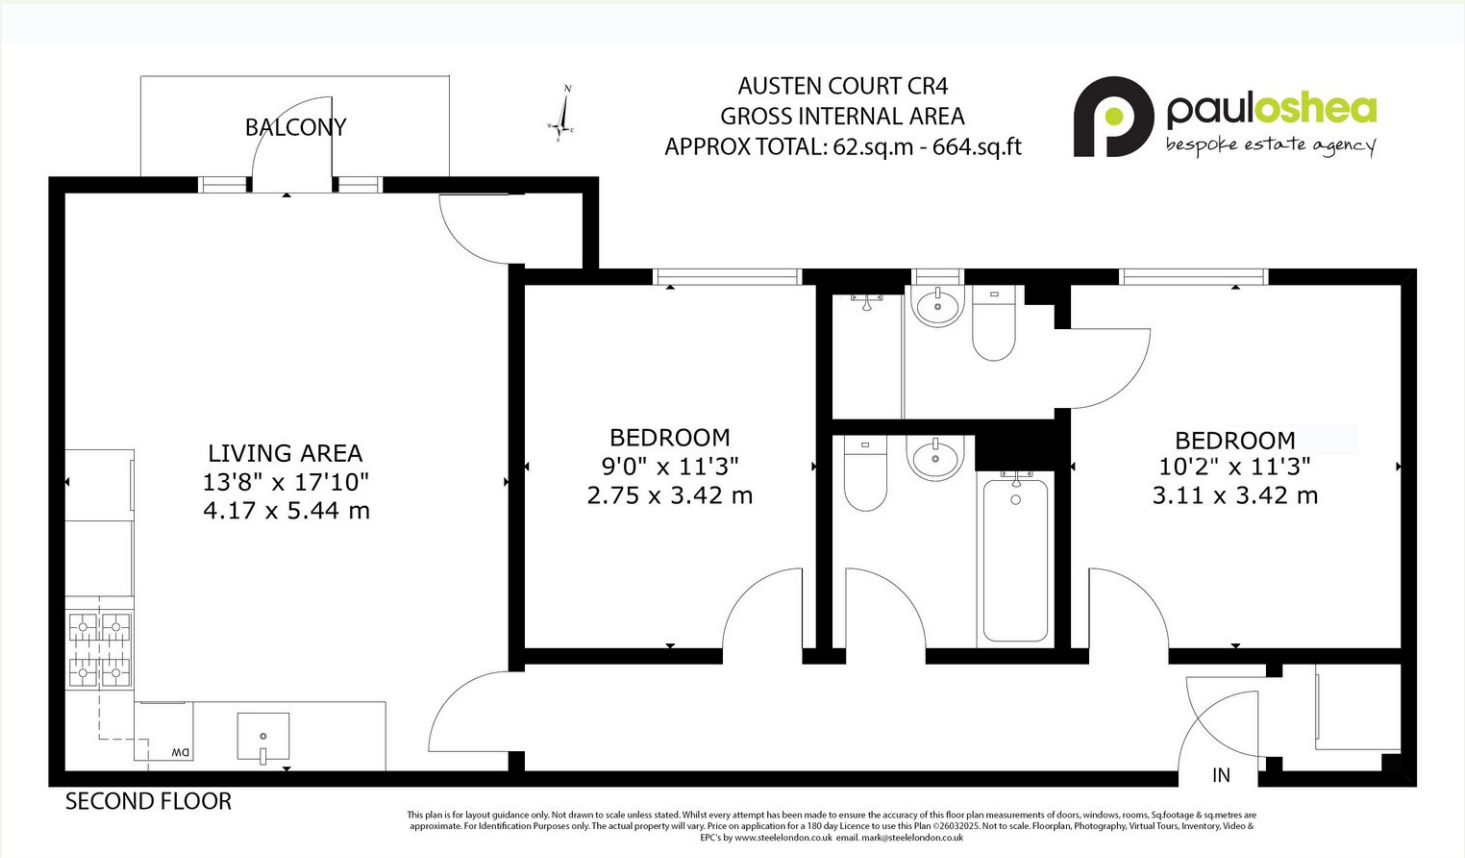 AUSTEN COURT CR4
GROSS INTERNAL AREA
APPROX TOTAL: 62.sq.m - 664.sq.ft
pauloshea
bespoke estate agency
N
BALCONY
LIVING AREA
13'8" x 17'10"
4.17 x 5.44 m
BEDROOM
9'0" x 11'3"
2.75 x 3.42 m
BEDROOM
10'2" x 11'3"
3.11 x 3.42 m
DW
IN
SECOND FLOOR
This plan is for layout guidance only. Not drawn to scale unless stated. Whilst every attempt has been made to ensure the accuracy of this floor plan measurements of doors, windows, rooms, Sq.footage & sq.metres are
approximate. For Identification Purposes only. The actual property will vary. Price on application for a 180 day Licence to use this Plan ©26032025. Not to scale. Floorplan, Photography, Virtual Tours, Inventory, Video &
EPC's by www.steelelondon.co.uk email. mark@steelelondon.co.uk